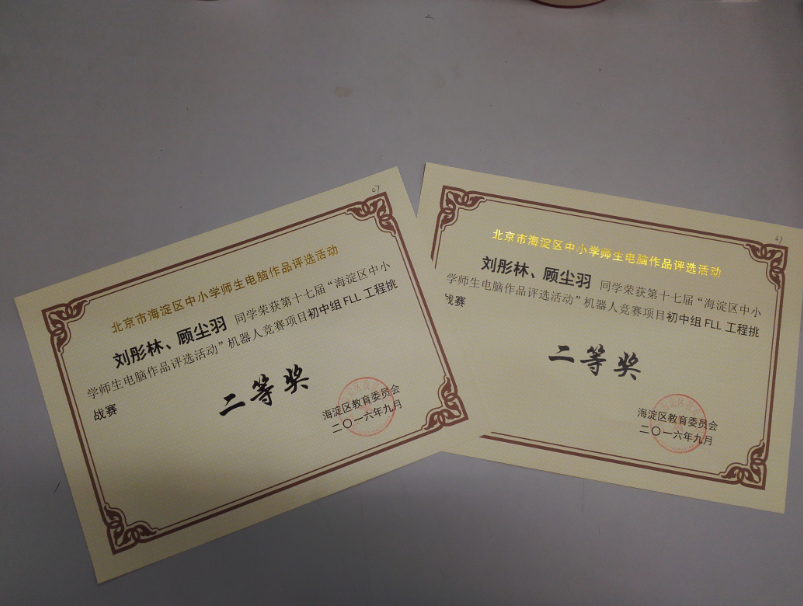 北京市海淀区中小学师生电脑作品评选活动
刘彤林、顾尘羽 同学荣获第十七届“海淀区中小
学师生电脑作品评选活动”机器人竞赛项目初中组 FLL 工程挑
战赛
二等奖
海淀区教育委员会
二〇一六年九月
北京市海淀区中小学师生电脑作品评选活动
刘彤林、顾尘羽 同学荣获第十七届“海淀区中小
学师生电脑作品评选活动”机器人竞赛项目初中组 FLL 工程挑
战赛
二等奖
海淀区教育委员会
二〇一六年九月